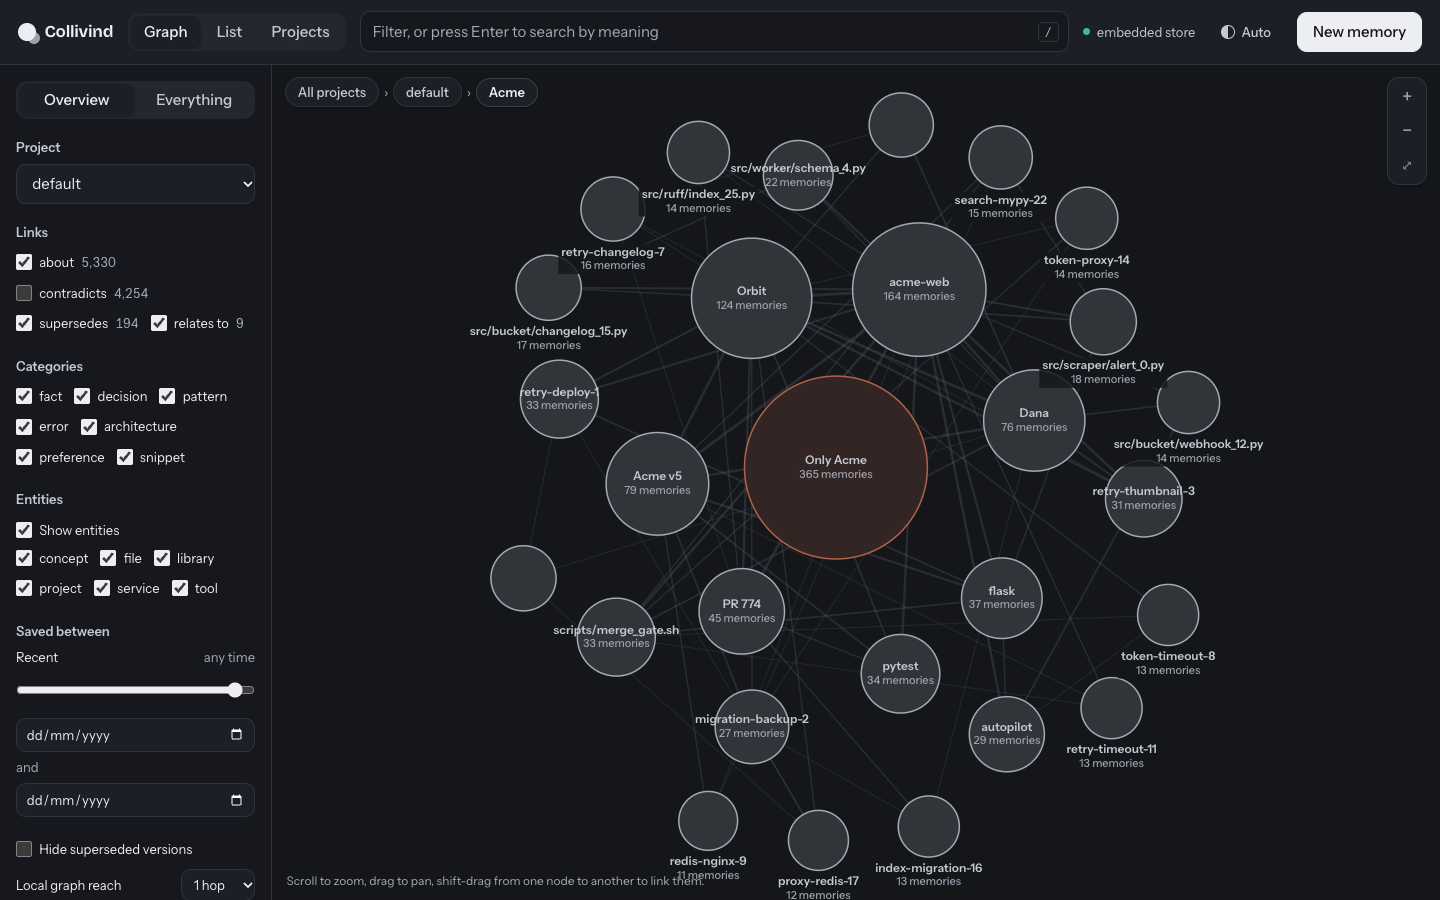 Collivind
Graph
List
Projects
Filter, or press Enter to search by meaning
/
embedded store
Auto
New memory
Overview
Everything
Project
default
Links
about 5,330
contradicts 4,254
supersedes 194
relates to 9
Categories
fact
decision
pattern
error
architecture
preference
snippet
Entities
Show entities
concept
file
library
project
service
tool
Saved between
Recent
any time
dd/mm/yyyy
and
dd/mm/yyyy
Hide superseded versions
Local graph reach
1 hop
All projects › default › Acme
+
−
src/worker/schema_4.py
22 memories
src/ruff/index_25.py
14 memories
search-mypy-22
15 memories
retry-changelog-7
16 memories
token-proxy-14
14 memories
Orbit
124 memories
acme-web
164 memories
src/bucket/changelog_15.py
17 memories
src/scraper/alert_0.py
18 memories
retry-deploy-1
33 memories
Dana
76 memories
src/bucket/webhook_12.py
14 memories
Only Acme
365 memories
Acme v5
79 memories
retry-thumbnail-3
31 memories
flask
37 memories
PR 774
45 memories
scripts/merge_gate.sh
33 memories
token-timeout-8
13 memories
pytest
34 memories
migration-backup-2
27 memories
autopilot
29 memories
retry-timeout-11
13 memories
redis-nginx-9
11 memories
proxy-redis-17
12 memories
index-migration-16
13 memories
Scroll to zoom, drag to pan, shift-drag from one node to another to link them.